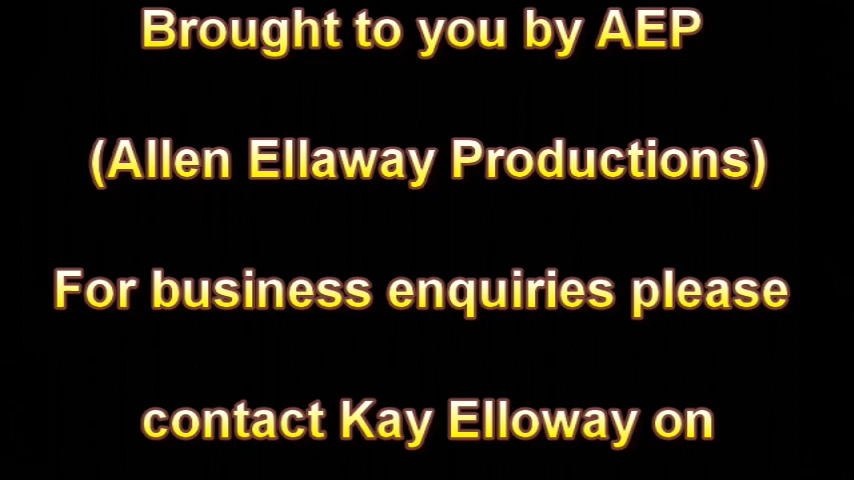 Brought to you by AEP
(Allen Ellaway Productions)
For business enquiries please
contact Kay Elloway on